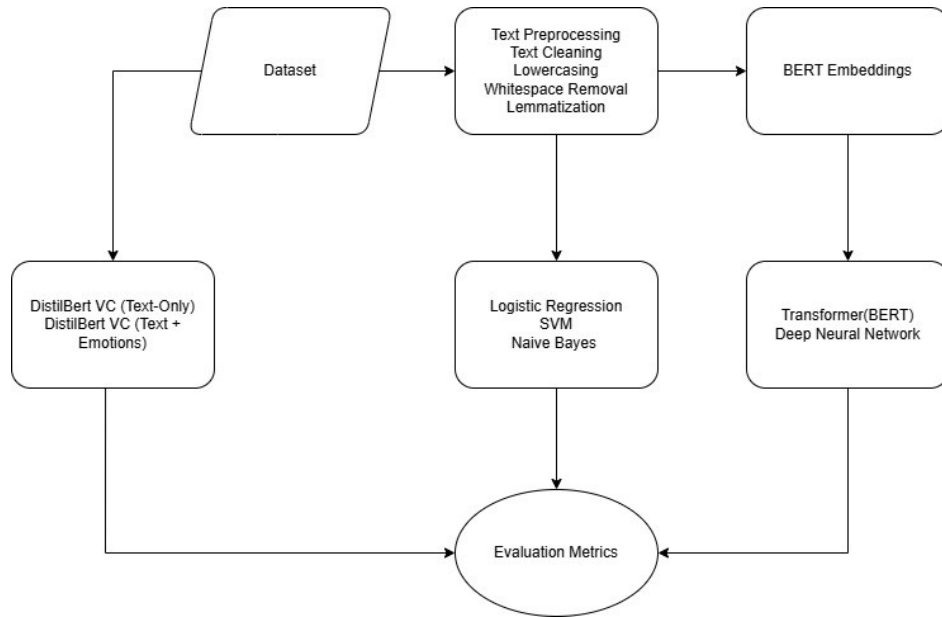 Dataset
Text Preprocessing
Text Cleaning
Lowercasing
Whitespace Removal
Lemmatization
BERT Embeddings
DistilBert VC (Text-Only)
DistilBert VC (Text +
Emotions)
Logistic Regression
SVM
Naive Bayes
Transformer(BERT)
Deep Neural Network
Evaluation Metrics